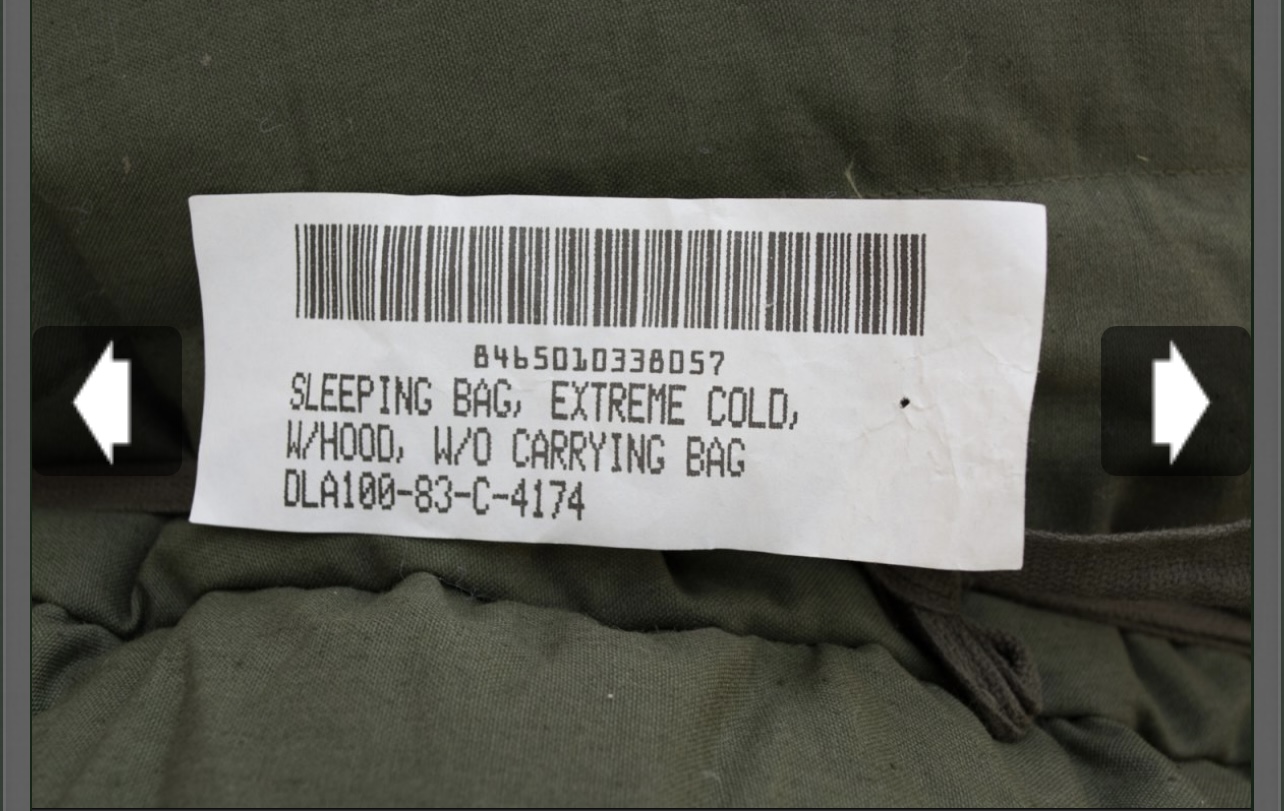 8465010338057
SLEEPING BAG, EXTREME COLD,
W/HOOD, W/O CARRYING BAG
DLA100-83-C-4174